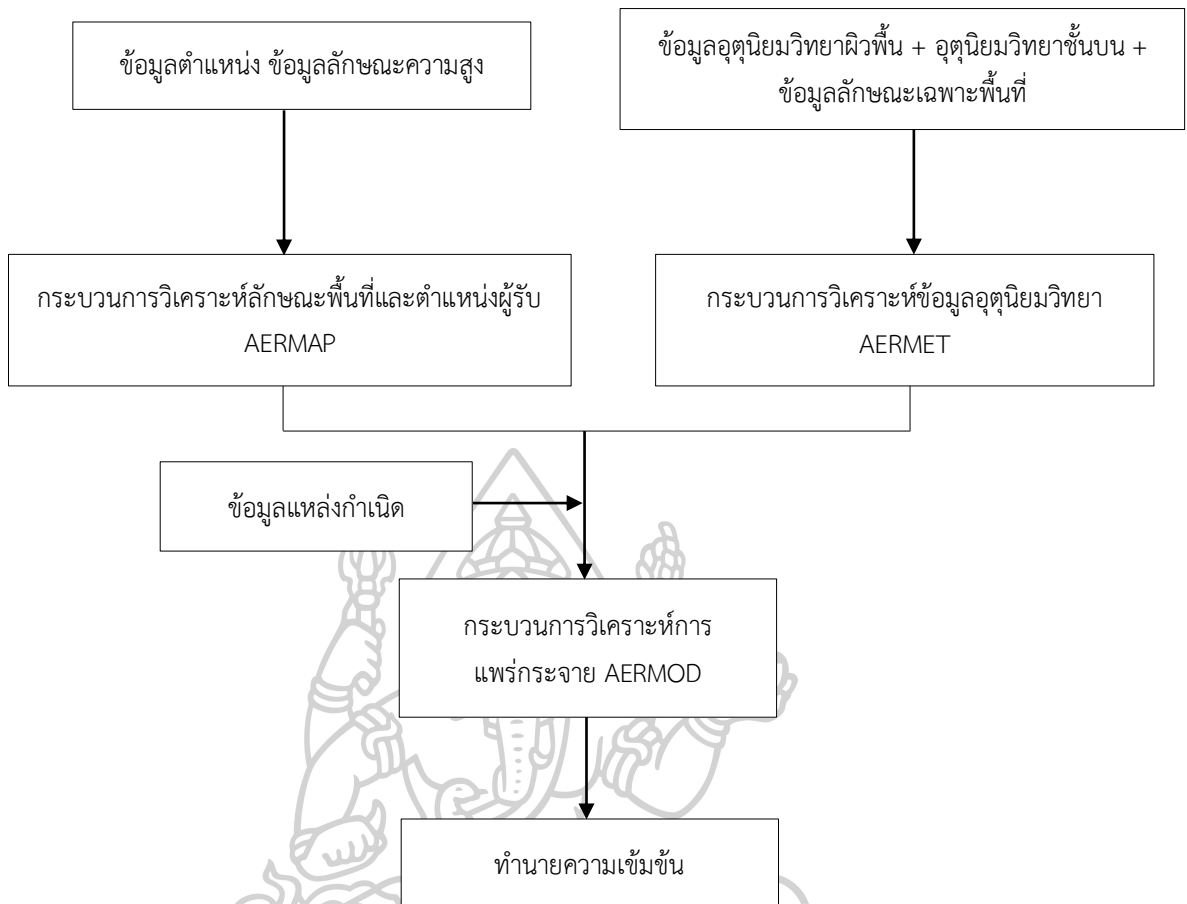 ข้อมูลตำแหน่ง ข้อมูลลักษณะความสูง
ข้อมูลอุตุนิยมวิทยาผิวพื้น + อุตุนิยมวิทยาชั้นบน +
ข้อมูลลักษณะเฉพาะพื้นที่
กระบวนการวิเคราะห์ลักษณะพื้นที่และตำแหน่งผู้รับ
AERMAP
กระบวนการวิเคราะห์ข้อมูลอุตุนิยมวิทยา
AERMET
ข้อมูลแหล่งกำเนิด
กระบวนการวิเคราะห์การ
แพร่กระจาย AERMOD
ทำนายความเข้มข้น